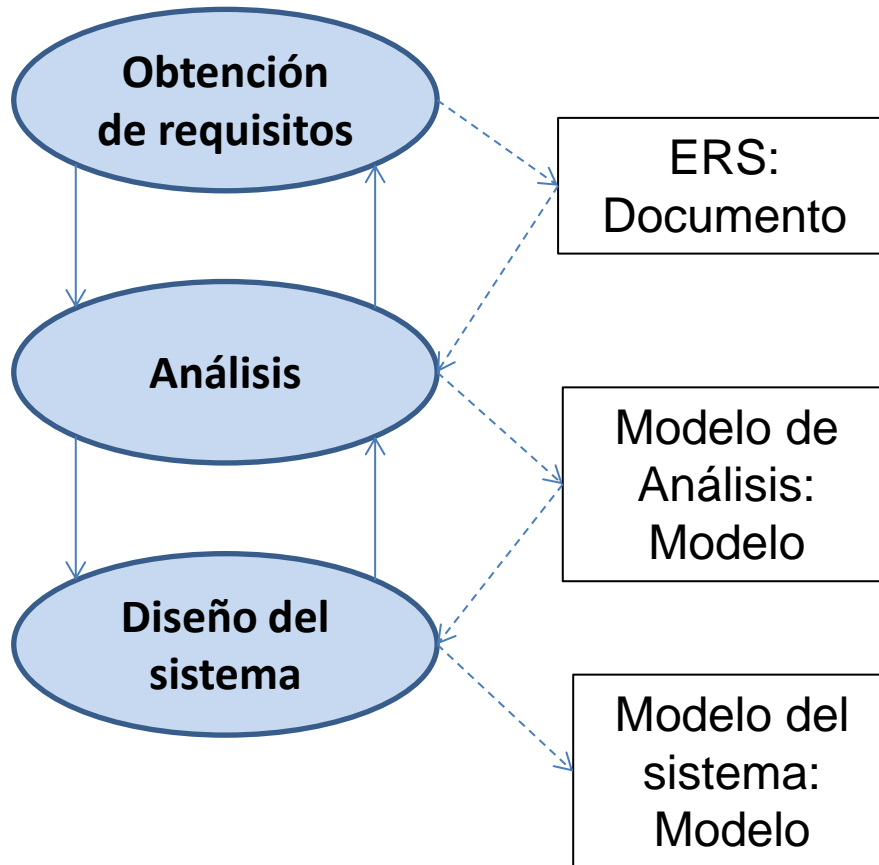 Obtención
de requisitos
ERS:
Documento
Análisis
Modelo de
Análisis:
Modelo
Diseño del
sistema
Modelo del
sistema:
Modelo